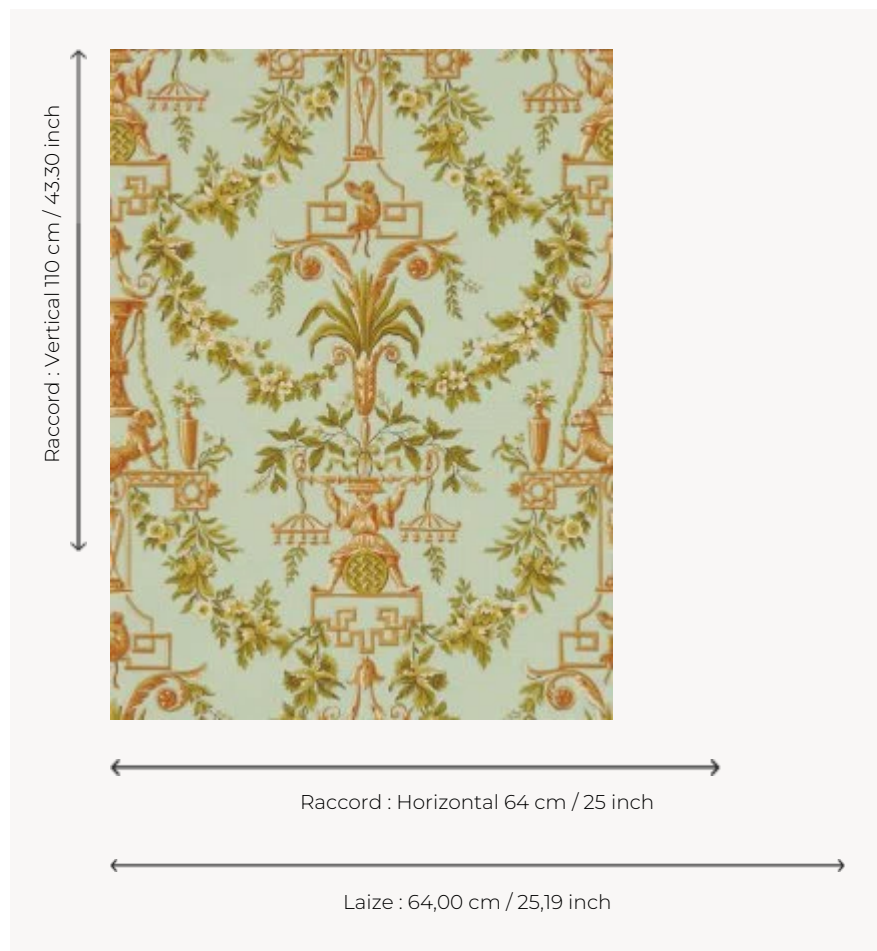 Raccord : Vertical 110 cm / 43.30 inch
Raccord : Horizontal 64 cm / 25 inch
Laize : 64,00 cm / 25,19 inch